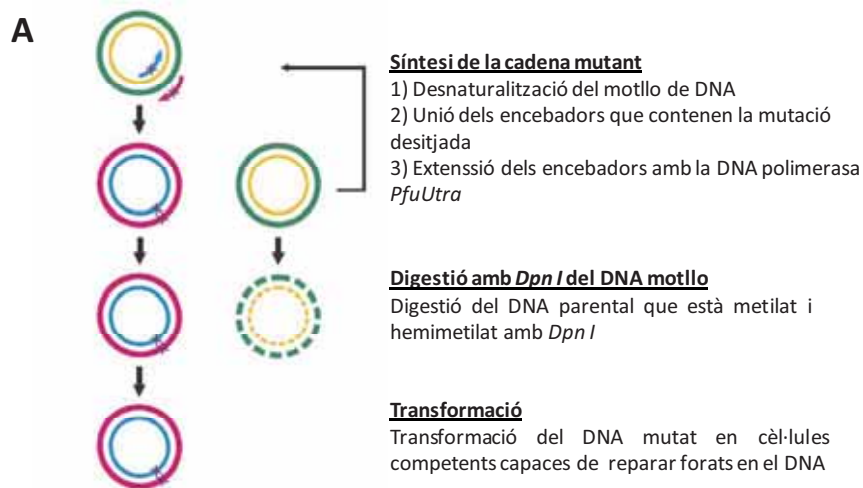 A
Síntesi de la cadena mutant
1) Desnaturalització del motllo de DNA
2) Unió dels encebadors que contenen la mutació
desitjada
3) Extenssió dels encebadors amb la DNA polimerasa
PfuUtra
Digestió amb Dpn I del DNA motllo
Digestió del DNA parental que està metilat i
hemimetilat amb Dpn I
Transformació
Transformació del DNA mutat en cèl·lules
competents capaces de reparar forats en el DNA